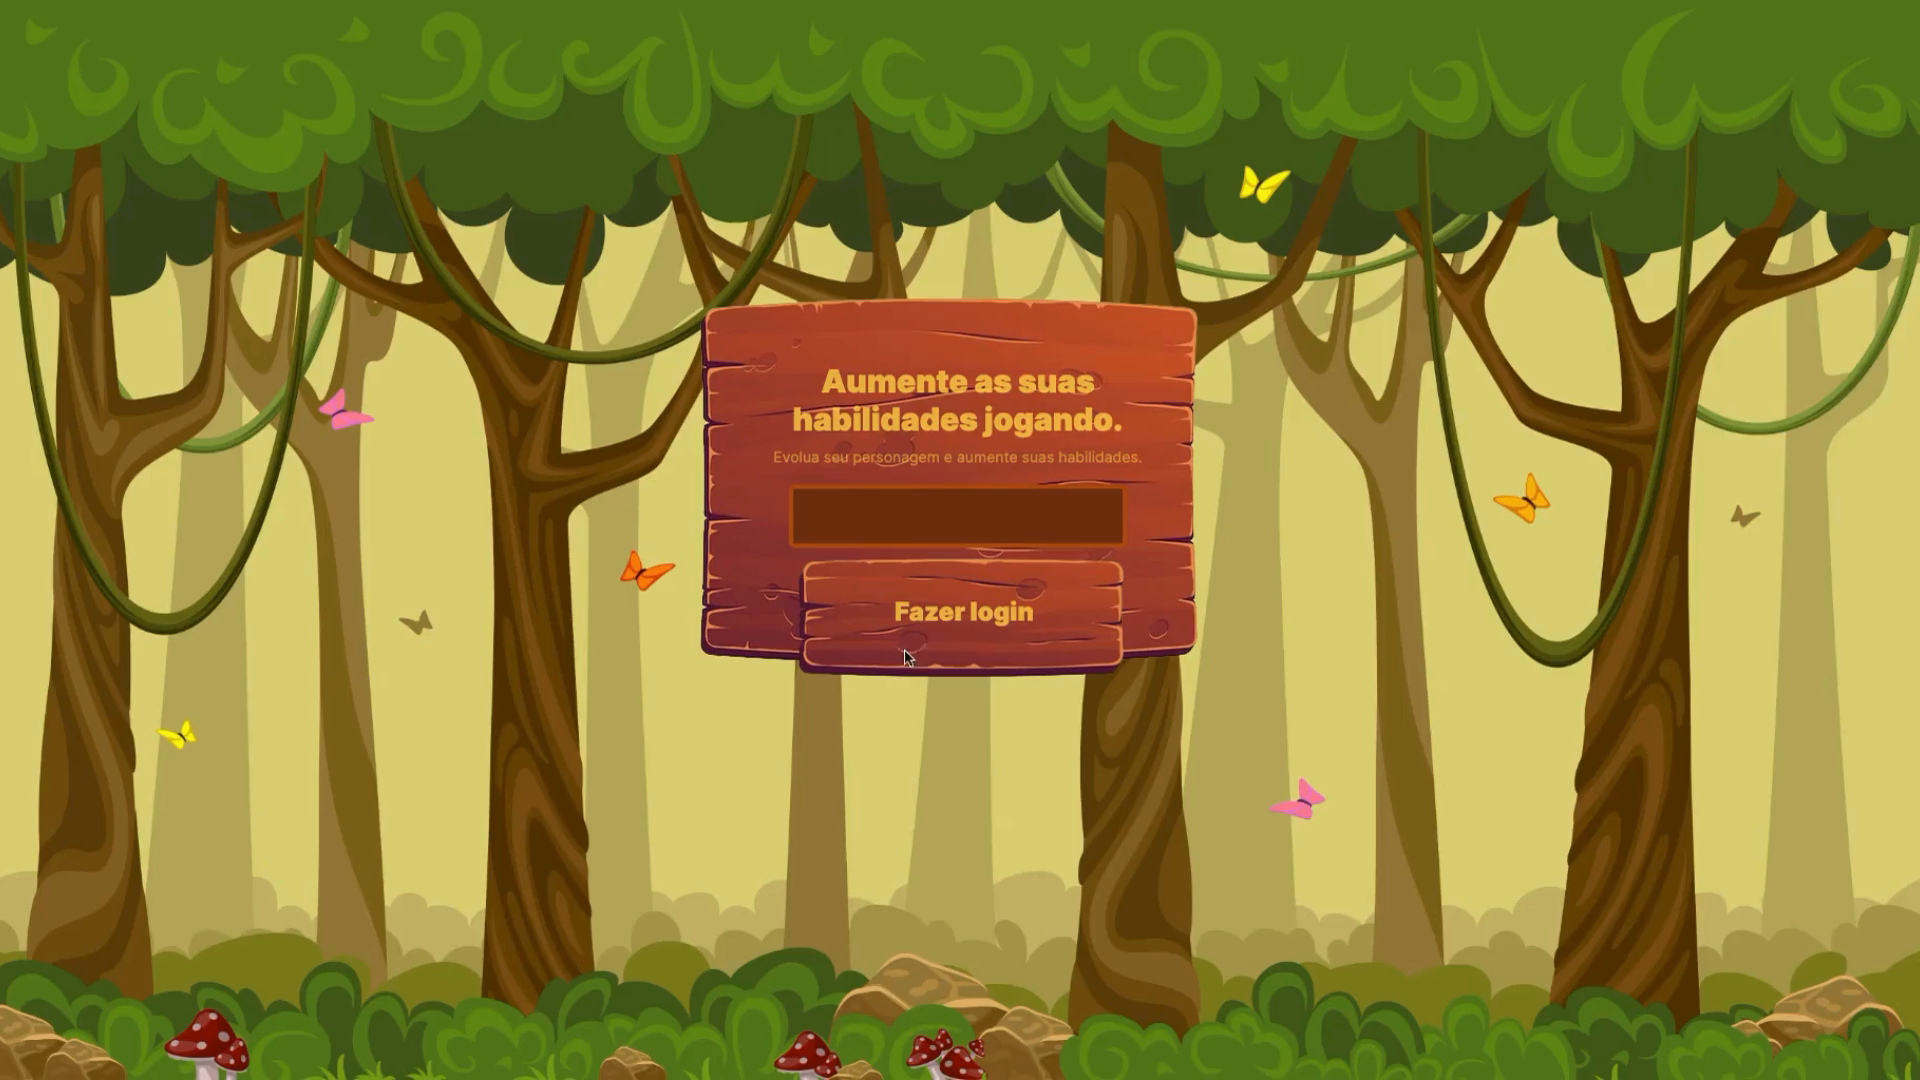 Aumente as suas
habilidades jogando.
Evolua seu personagem e aumente suas habilidades.
Fazer login